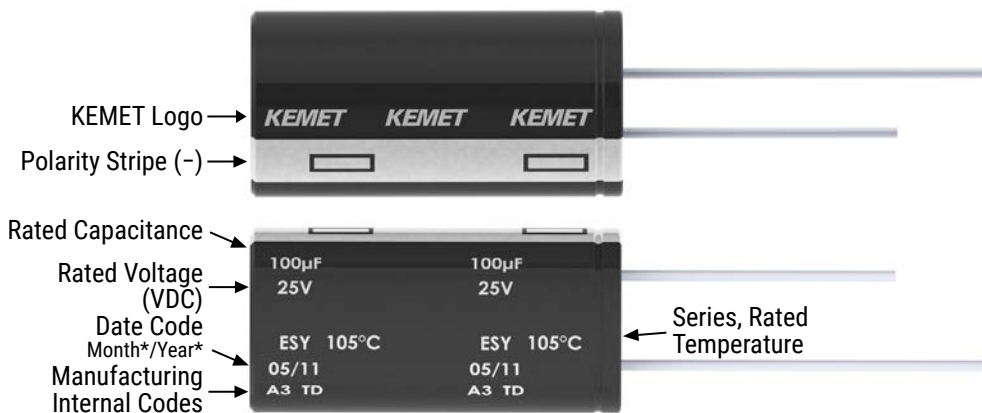 KEMET Logo
KEMET KEMET KEMET
Polarity Stripe (−)
Rated Capacitance
100µF 100µF
Rated Voltage
(VDC)
25V 25V
Date Code
Month*/Year*
ESY 105°C ESY 105°C
Series, Rated
Temperature
05/11 05/11
Manufacturing
Internal Codes
A3 TD A3 TD